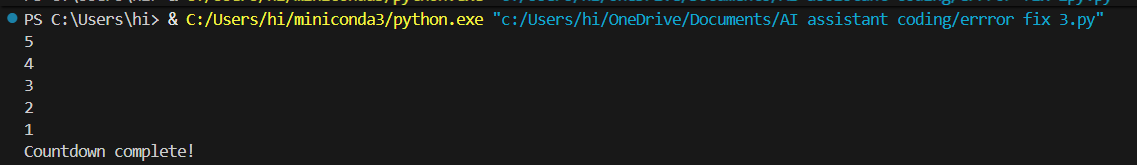 PS C:\Users\hi> & C:/Users/hi/miniconda3/python.exe "c:/Users/hi/OneDrive/Documents/AI assistant coding/errror fix 3.py"
5
4
3
2
1
Countdown complete!